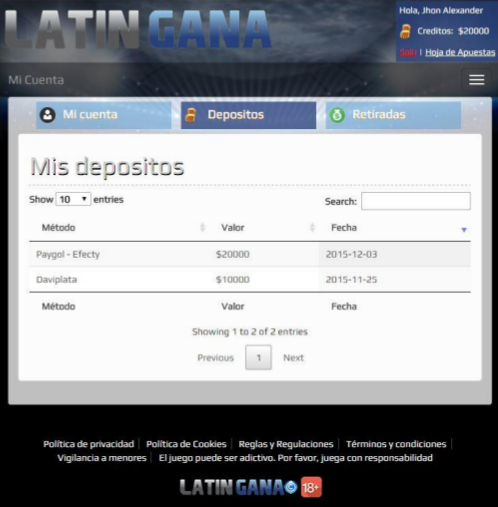 LATIN GANA
Hola, Jhon Alexander
Creditos: $20000
Salir | Hoja de Apuestas
Mi Cuenta
Mi cuenta
Depositos
Retiradas
Mis depositos
Show 10 entries
Search:
Método Valor Fecha
Paygol - Efecty $20000 2015-12-03
Daviplata $10000 2015-11-25
Método Valor Fecha
Showing 1 to 2 of 2 entries
Previous 1 Next
Política de privacidad | Política de Cookies | Reglas y Regulaciones | Términos y condiciones |
Vigilancia a menores | El juego puede ser adictivo. Por favor, juega con responsabilidad
LATIN GANA 18+